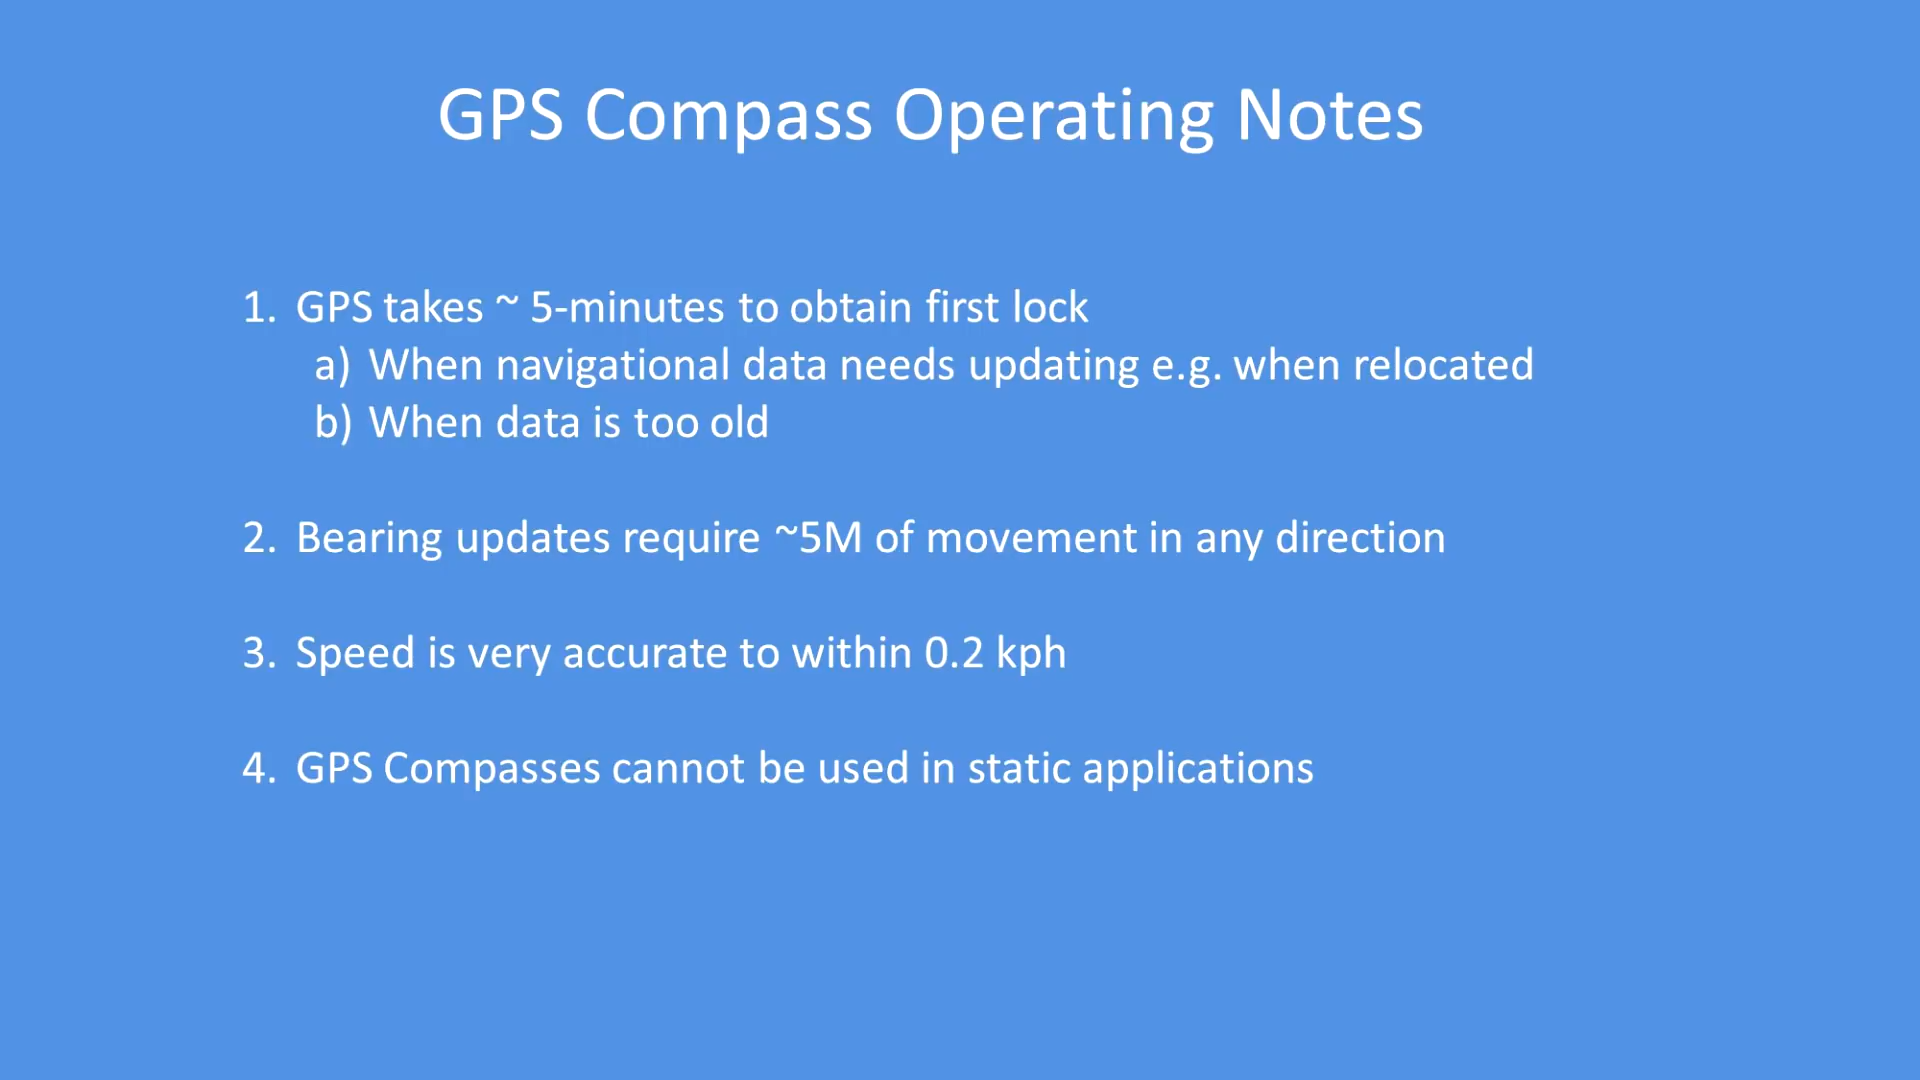 GPS Compass Operating Notes
1. GPS takes ~ 5-minutes to obtain first lock
a) When navigational data needs updating e.g. when relocated
b) When data is too old
2. Bearing updates require ~5M of movement in any direction
3. Speed is very accurate to within 0.2 kph
4. GPS Compasses cannot be used in static applications